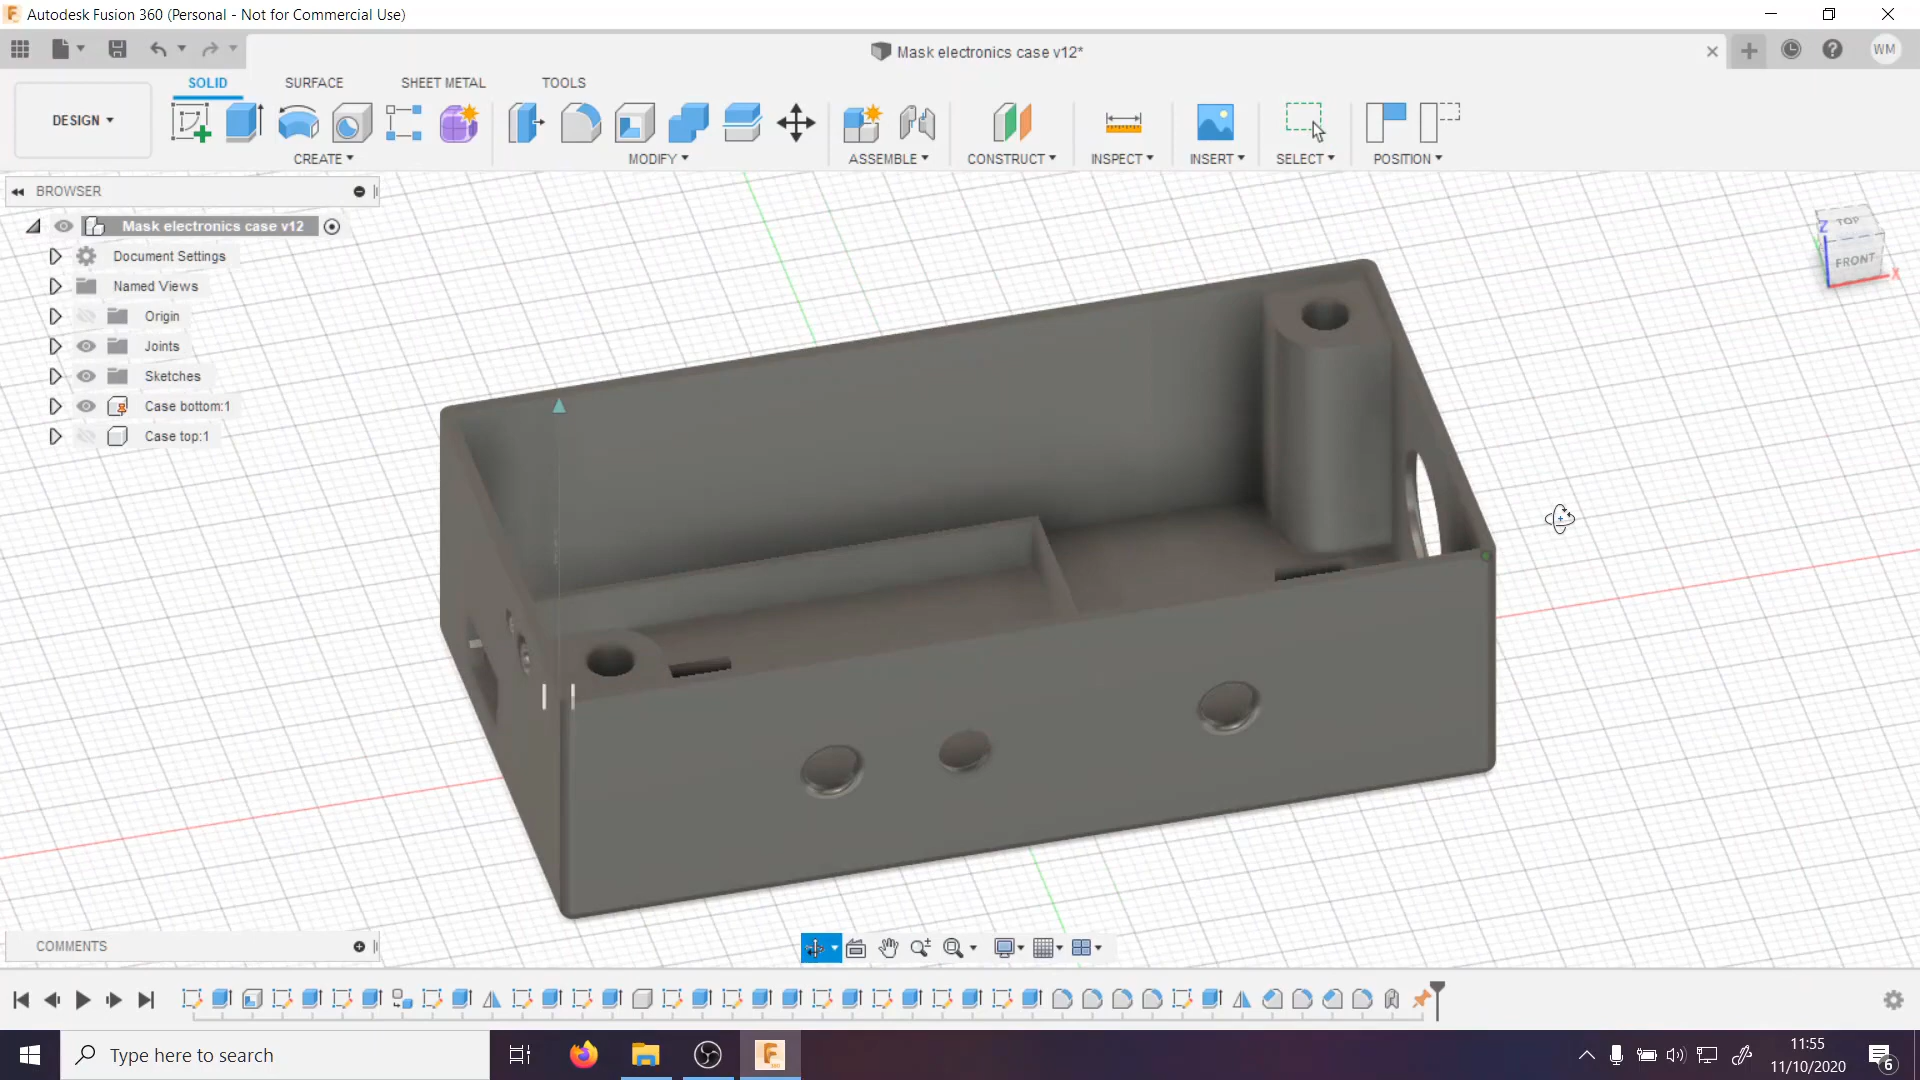 Autodesk Fusion 360 (Personal - Not for Commercial Use)
Mask electronics case v12*
WM
SOLID
SURFACE
SHEET METAL
TOOLS
DESIGN
CREATE
MODIFY
ASSEMBLE
CONSTRUCT
INSPECT
INSERT
SELECT
POSITION
BROWSER
Mask electronics case v12
Document Settings
Named Views
Origin
Joints
Sketches
Case bottom:1
Case top:1
TOP
Z
FRONT
X
COMMENTS
Type here to search
11:55
11/10/2020
6